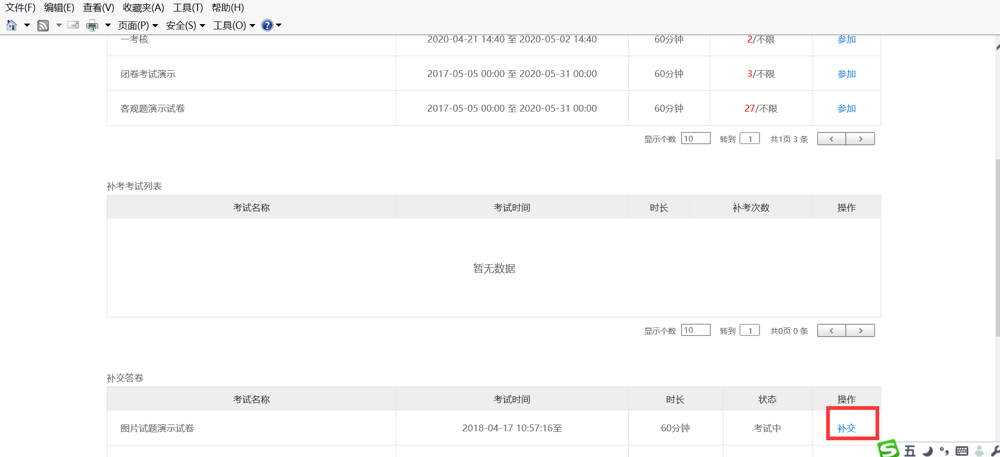 文件(F) 编辑(E) 查看(V) 收藏夹(A) 工具(T) 帮助(H)
页面(P) 安全(S) 工具(O)
一考核 2020-04-21 14:40 至 2020-05-02 14:40 60分钟 2/不限 参加
闭卷考试演示 2017-05-05 00:00 至 2020-05-31 00:00 60分钟 3/不限 参加
客观题演示试卷 2017-05-05 00:00 至 2020-05-31 00:00 60分钟 27/不限 参加
显示个数 10 转到 1 共1页 3 条
补考考试列表
考试名称 考试时间 时长 补考次数 操作
暂无数据
显示个数 10 转到 1 共0页 0 条
补交答卷
考试名称 考试时间 时长 状态 操作
图片试题演示试卷 2018-04-17 10:57:16至 60分钟 考试中 补交
五